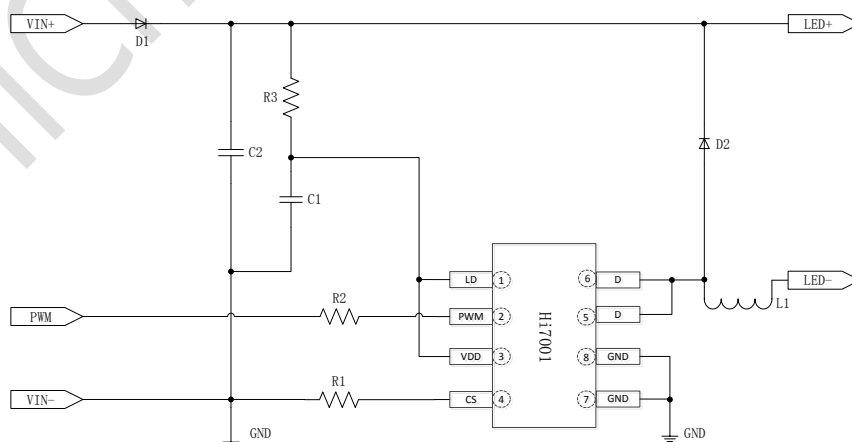 VIN+
D1
LED+
R3
D2
C2
C1
LD 1
6 D
LED-
L1
PWM
R2
PWM 2
5 D
Hi7001
VDD 3
8 GND
VIN-
R1
CS 4
7 GND
GND
GND